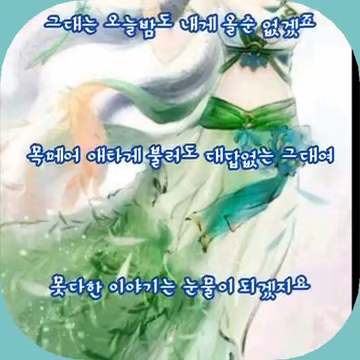 그대는 오늘밤도 내게 올순 없겠죠
목메어 애타게 불러도 대답없는 그대여
못다한 이야기는 눈물이 되겠지요